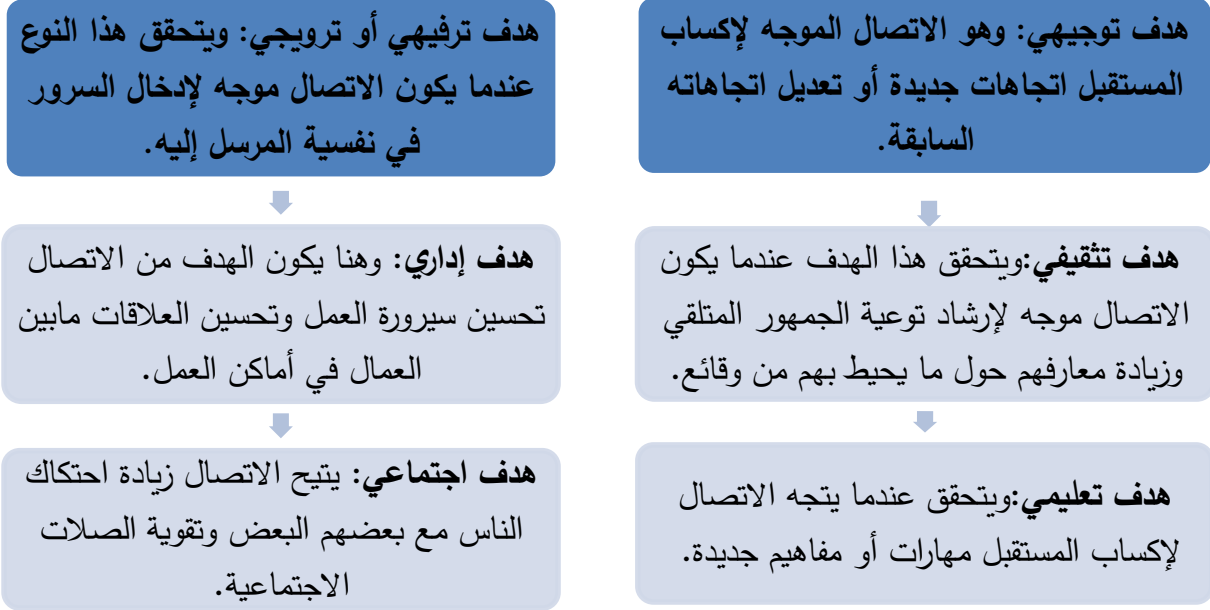 هدف توجيهي: وهو الاتصال الموجه لإكساب
المستقبل اتجاهات جديدة أو تعديل اتجاهاته
السابقة.
هدف تثقيفي:ويتحقق هذا الهدف عندما يكون
الاتصال موجه لإرشاد توعية الجمهور المتلقي
وزيادة معارفهم حول ما يحيط بهم من وقائع.
هدف تعليمي:ويتحقق عندما يتجه الاتصال
لإكساب المستقبل مهارات أو مفاهيم جديدة.
هدف ترفيهي أو ترويجي: ويتحقق هذا النوع
عندما يكون الاتصال موجه لإدخال السرور
في نفسية المرسل إليه.
هدف إداري: وهنا يكون الهدف من الاتصال
تحسين سيرورة العمل وتحسين العلاقات مابين
العمال في أماكن العمل.
هدف اجتماعي: يتيح الاتصال زيادة احتكاك
الناس مع بعضهم البعض وتقوية الصلات
الاجتماعية.